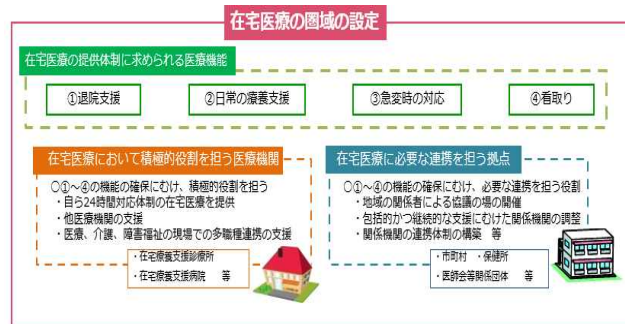 在宅医療の圏域の設定
在宅医療の提供体制に求められる医療機能
①退院支援
②日常の療養支援
③急変時の対応
④看取り
在宅医療において積極的役割を担う医療機関
○①～④の機能の確保にむけ、積極的役割を担う
・自ら24時間対応体制の在宅医療を提供
・他医療機関の支援
・医療、介護、障害福祉の現場での多職種連携の支援
・在宅療養支援診療所
・在宅療養支援病院　等
在宅医療に必要な連携を担う拠点
○①～④の機能の確保にむけ、必要な連携を担う役割
・地域の関係者による協議の場の開催
・包括的かつ継続的な支援にむけた関係機関の調整
・関係機関の連携体制の構築　等
・市町村　・保健所
・医師会等関係団体　等